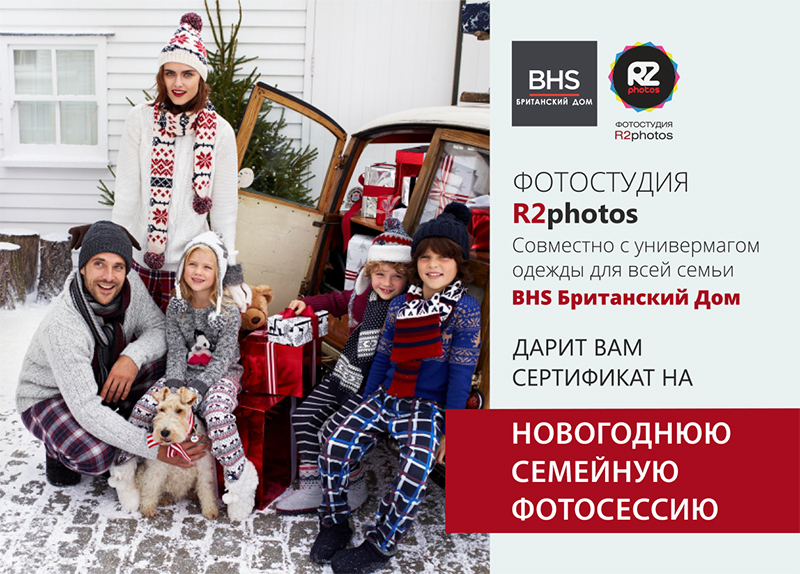 BHS
БРИТАНСКИЙ ДОМ
R2
photos
ФОТОСТУДИЯ
R2photos
ФОТОСТУДИЯ
R2photos
Совместно с универмагом
одежды для всей семьи
BHS Британский Дом
ДАРИТ ВАМ
СЕРТИФИКАТ НА
НОВОГОДНЮЮ
СЕМЕЙНУЮ
ФОТОСЕССИЮ